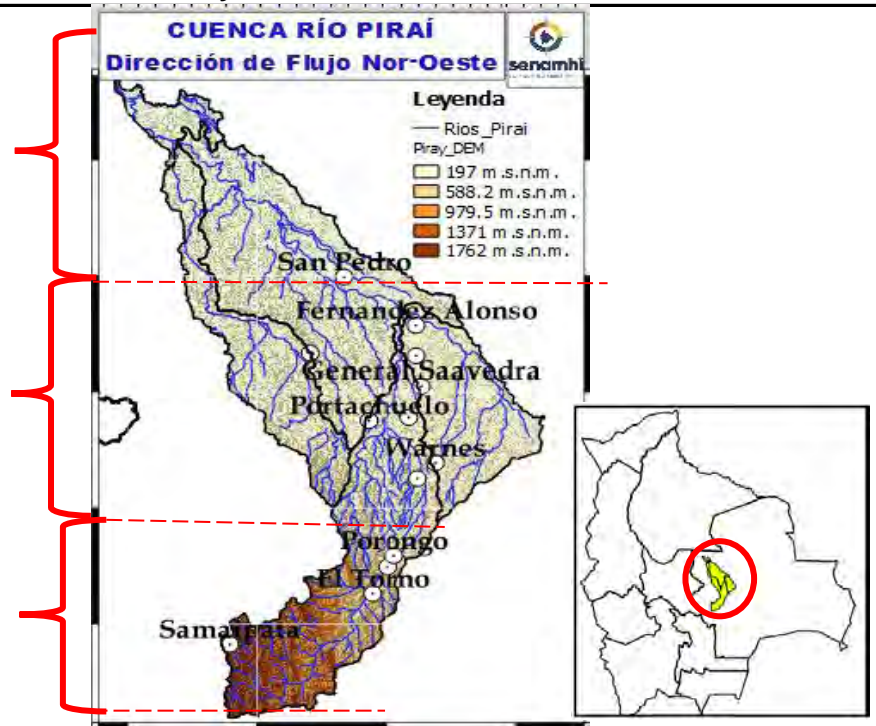 CUENCA RÍO PIRAÍ
Dirección de Flujo Nor-Oeste
senamhi
Leyenda
Rios_Pirai
Piray_DEM
197 m.s.n.m.
588.2 m.s.n.m.
979.5 m.s.n.m.
1371 m.s.n.m.
1762 m.s.n.m.
San Pedro
Fernandez Alonso
General Saavedra
Portachuelo
Warnes
Porongo
El Torno
Samaipata